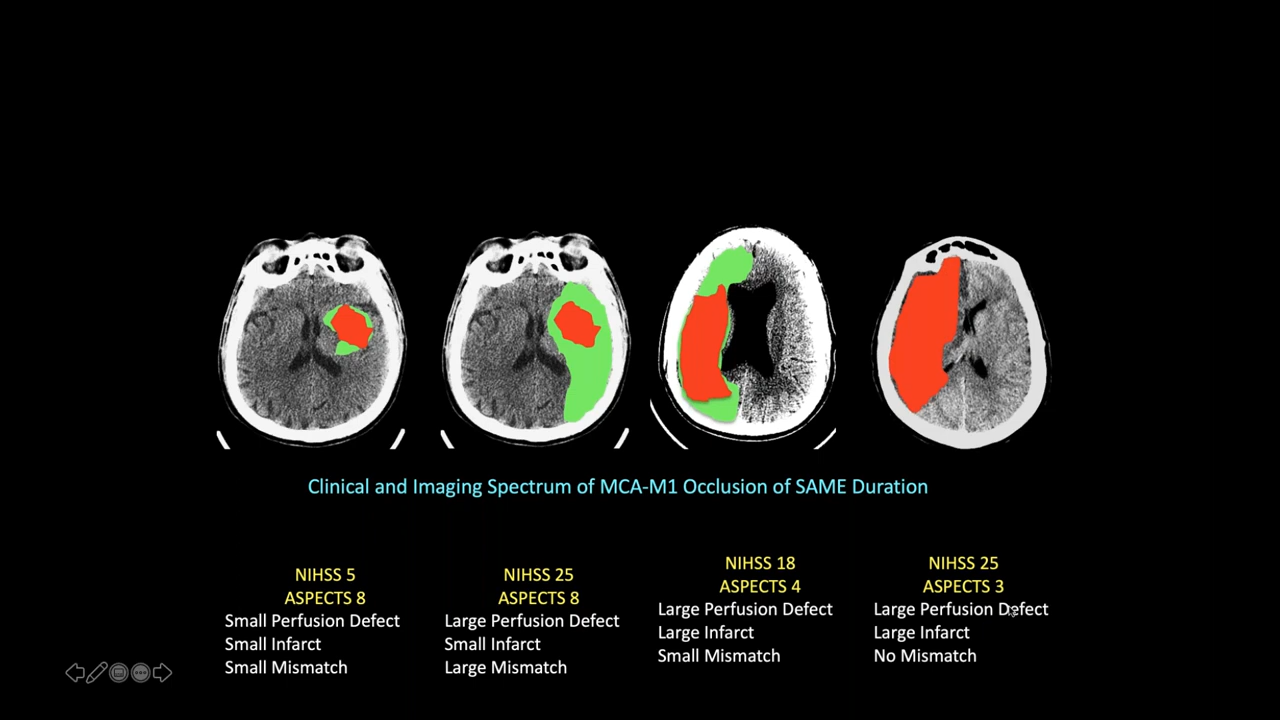 Clinical and Imaging Spectrum of MCA-M1 Occlusion of SAME Duration
NIHSS 5
ASPECTS 8
Small Perfusion Defect
Small Infarct
Small Mismatch
NIHSS 25
ASPECTS 8
Large Perfusion Defect
Small Infarct
Large Mismatch
NIHSS 18
ASPECTS 4
Large Perfusion Defect
Large Infarct
Small Mismatch
NIHSS 25
ASPECTS 3
Large Perfusion Defect
Large Infarct
No Mismatch